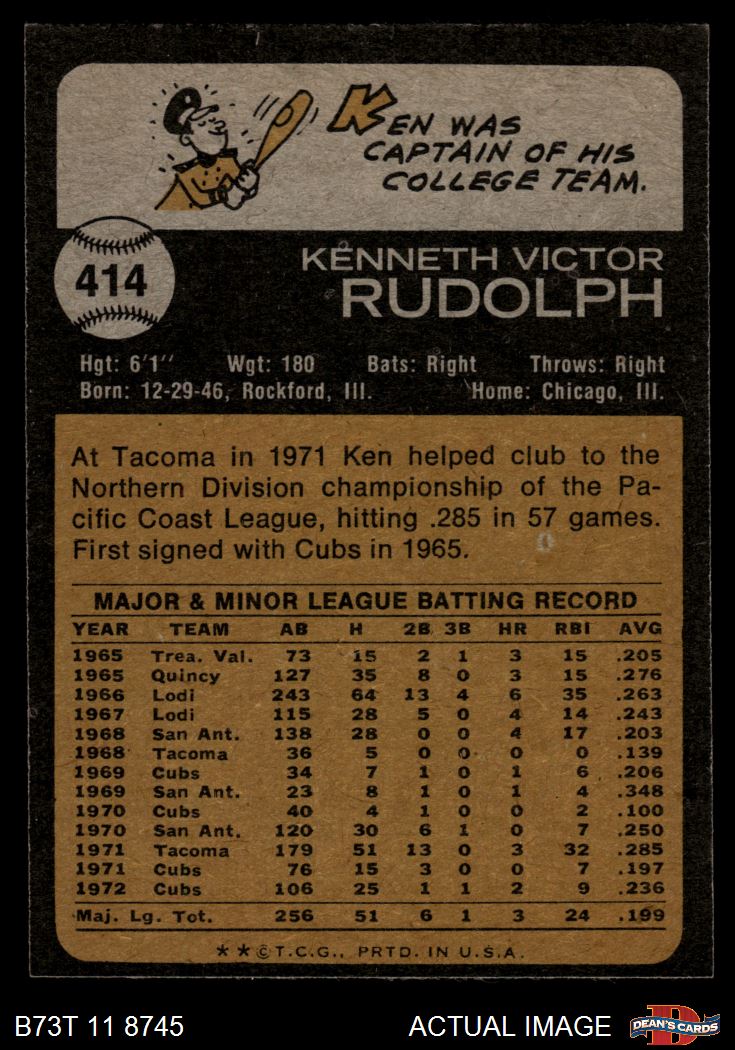 KEN WAS
CAPTAIN OF HIS
COLLEGE TEAM.
414
KENNETH VICTOR
RUDOLPH
Hgt: 6'1" Wgt: 180 Bats: Right Throws: Right
Born: 12-29-46, Rockford, Ill. Home: Chicago, Ill.
At Tacoma in 1971 Ken helped club to the
Northern Division championship of the Pa-
cific Coast League, hitting .285 in 57 games.
First signed with Cubs in 1965.
MAJOR & MINOR LEAGUE BATTING RECORD
YEAR TEAM AB H 2B 3B HR RBI AVG
1965 Trea. Val. 73 15 2 1 3 15 .205
1965 Quincy 127 35 8 0 3 15 .276
1966 Lodi 243 64 13 4 6 35 .263
1967 Lodi 115 28 5 0 4 14 .243
1968 San Ant. 138 28 0 0 4 17 .203
1968 Tacoma 36 5 0 0 0 0 .139
1969 Cubs 34 7 1 0 1 6 .206
1969 San Ant. 23 8 1 0 1 4 .348
1970 Cubs 40 4 1 0 0 2 .100
1970 San Ant. 120 30 6 1 0 7 .250
1971 Tacoma 179 51 13 0 3 32 .285
1971 Cubs 76 15 3 0 0 7 .197
1972 Cubs 106 25 1 1 2 9 .236
Maj. Lg. Tot. 256 51 6 1 3 24 .199
**©T.C.G., PRTD. IN U.S.A.
B73T 11 8745 ACTUAL IMAGE DEAN'S CARDS